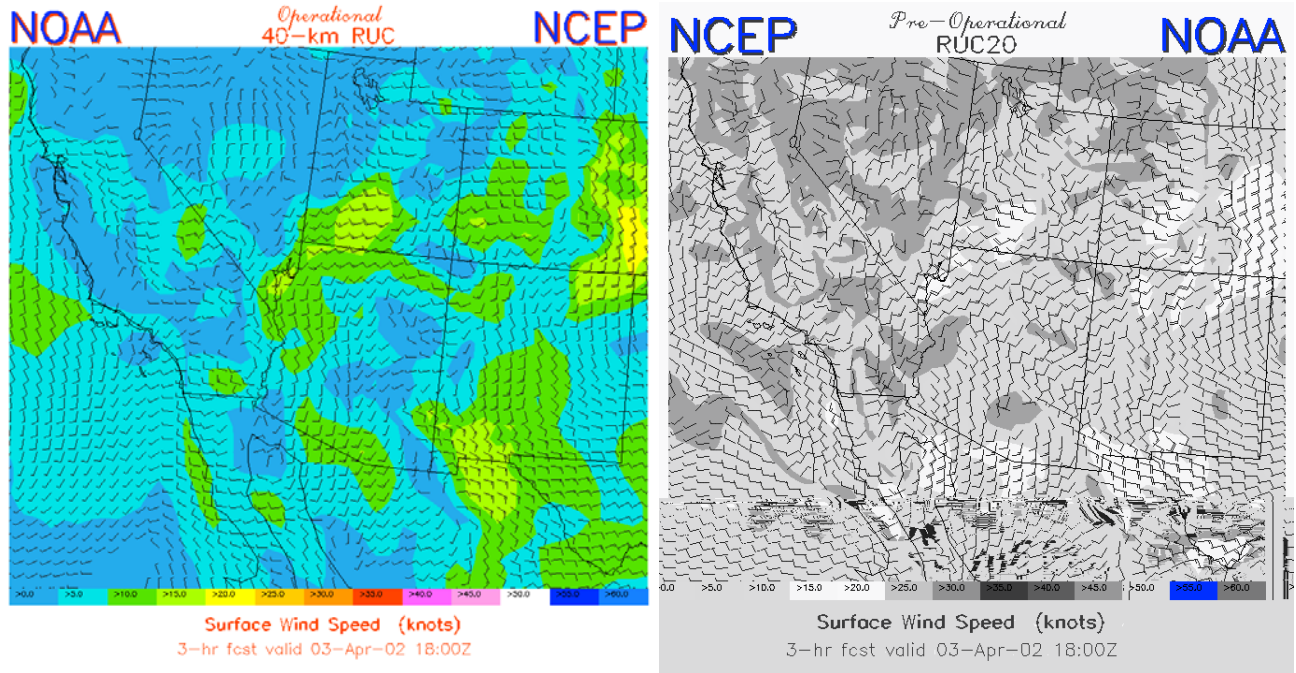 NOAA
Operational
40-km RUC
NCEP
>0.0 >5.0 >10.0 >15.0 >20.0 >25.0 >30.0 >35.0 >40.0 >45.0 >50.0 >55.0 >60.0
Surface Wind Speed (knots)
3-hr fcst valid 03-Apr-02 18:00Z
NCEP
Pre-Operational
RUC20
NOAA
>5.0 >10.0 >15.0 >20.0 >25.0 >30.0 >35.0 >40.0 >45.0 >50.0 >55.0 >60.0
Surface Wind Speed (knots)
3-hr fcst valid 03-Apr-02 18:00Z